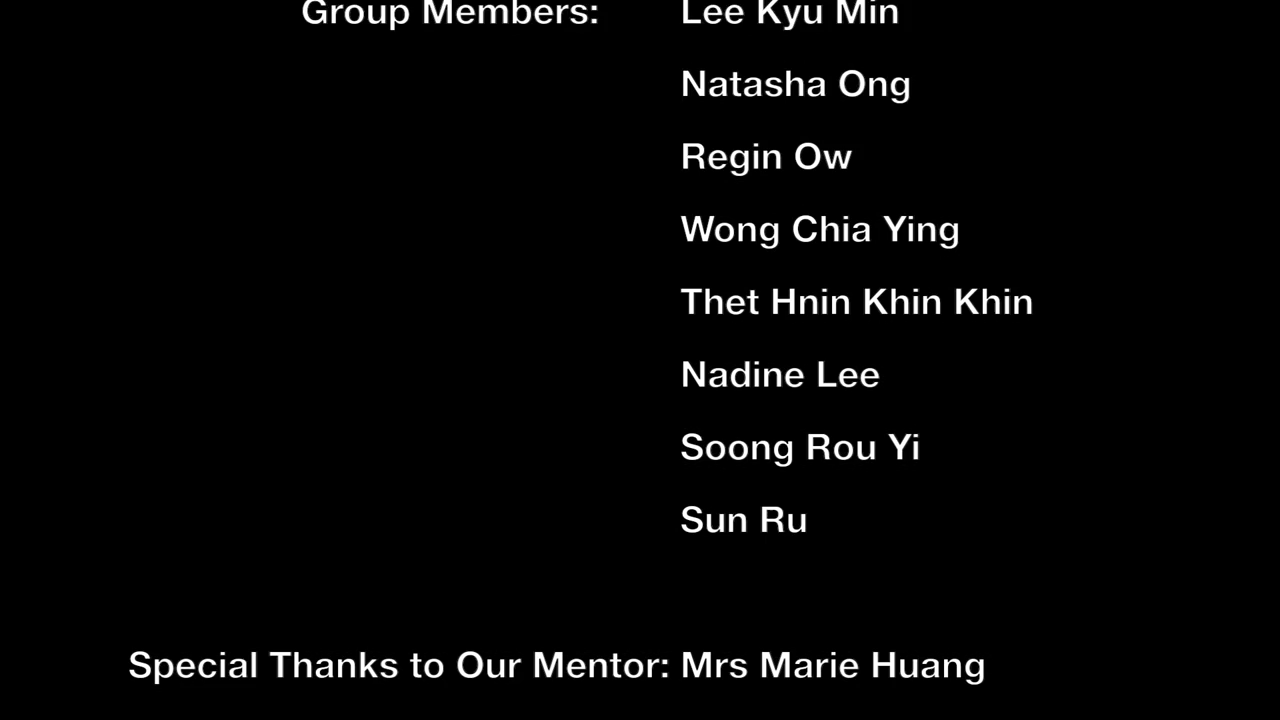 Group Members: Lee Kyu Min
Natasha Ong
Regin Ow
Wong Chia Ying
Thet Hnin Khin Khin
Nadine Lee
Soong Rou Yi
Sun Ru
Special Thanks to Our Mentor: Mrs Marie Huang